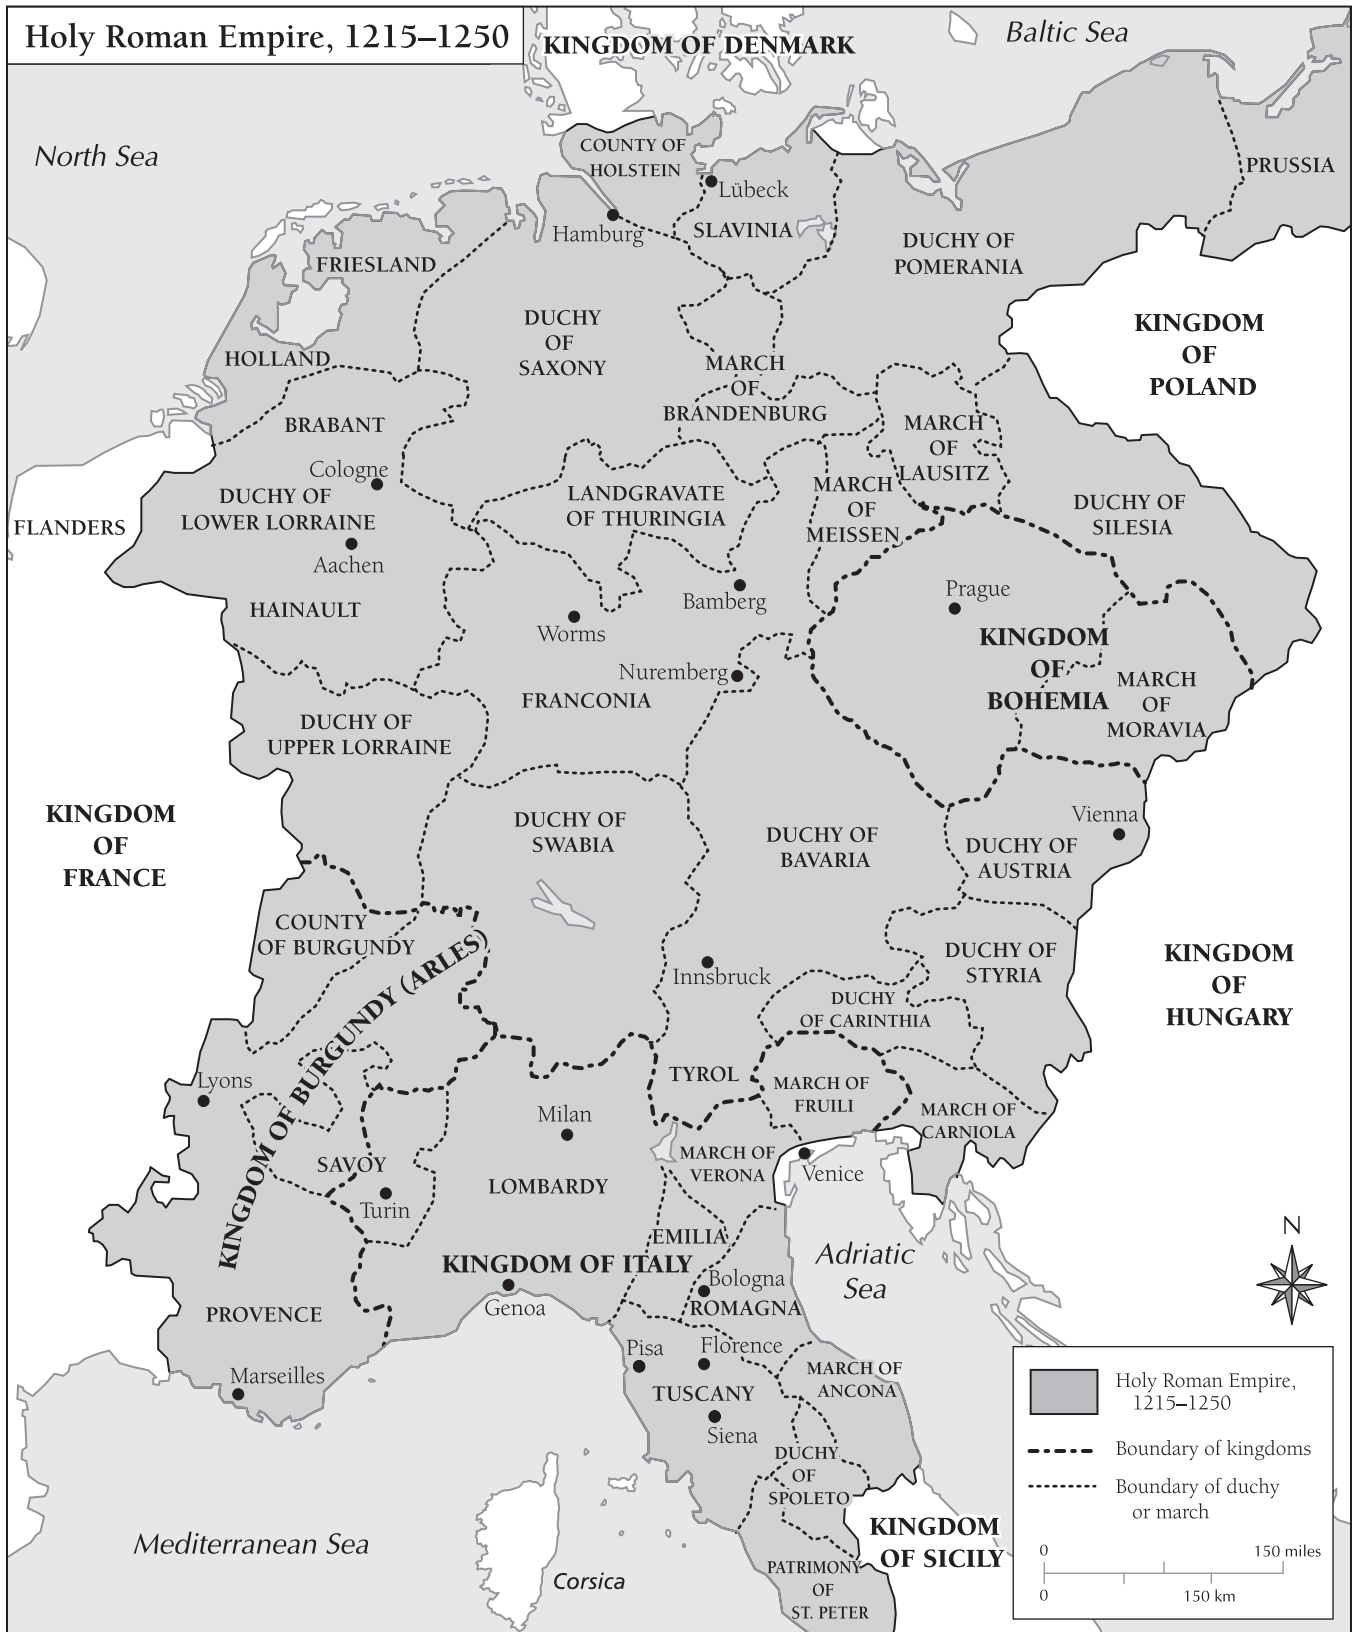 Holy Roman Empire, 1215–1250
KINGDOM OF DENMARK
Baltic Sea
North Sea
COUNTY OF
HOLSTEIN
PRUSSIA
Lübeck
Hamburg
SLAVINIA
DUCHY OF
POMERANIA
FRIESLAND
DUCHY
OF
SAXONY
KINGDOM
OF
POLAND
HOLLAND
MARCH
OF
BRANDENBURG
BRABANT
MARCH
OF
LAUSITZ
Cologne
DUCHY OF
LOWER LORRAINE
LANDGRAVATE
OF THURINGIA
MARCH
OF
MEISSEN
DUCHY OF
SILESIA
FLANDERS
Aachen
HAINAULT
Bamberg
Prague
Worms
KINGDOM
OF
BOHEMIA
Nuremberg
FRANCONIA
MARCH
OF
MORAVIA
DUCHY OF
UPPER LORRAINE
KINGDOM
OF
FRANCE
DUCHY OF
SWABIA
DUCHY OF
BAVARIA
Vienna
DUCHY OF
AUSTRIA
COUNTY
OF BURGUNDY
KINGDOM OF BURGUNDY (ARLES)
DUCHY OF
STYRIA
KINGDOM
OF
HUNGARY
Innsbruck
DUCHY
OF CARINTHIA
Lyons
TYROL
MARCH OF
FRUILI
MARCH OF
CARNIOLA
Milan
SAVOY
Turin
LOMBARDY
MARCH OF
VERONA
Venice
EMILIA
KINGDOM OF ITALY
Adriatic
Sea
N
Genoa
Bologna
ROMAGNA
PROVENCE
Pisa
Florence
Marseilles
TUSCANY
MARCH OF
ANCONA
Siena
DUCHY
OF
SPOLETO
KINGDOM
OF SICILY
Mediterranean Sea
Corsica
PATRIMONY
OF
ST. PETER
Holy Roman Empire,
1215–1250
Boundary of kingdoms
Boundary of duchy
or march
0 150 miles
0 150 km